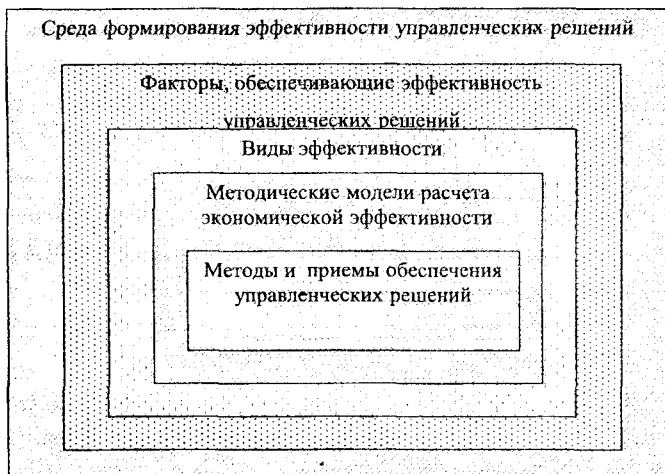 Среда формирования эффективности управленческих решений
Факторы, обеспечивающие эффективность
управленческих решений
Виды эффективности
Методические модели расчета
экономической эффективности
Методы и приемы обеспечения
управленческих решений